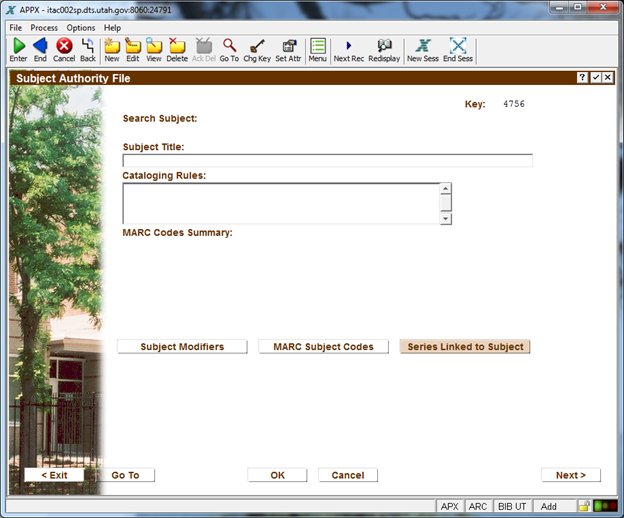 APPX - itac002sp.dts.utah.gov:8060:24791
File Process Options Help
Enter End Cancel Back New Edit View Delete Ack Del Go To Chg Key Set Attr Menu Next Rec Redisplay New Sess End Sess
Subject Authority File
Key: 4756
Search Subject:
Subject Title:
Cataloging Rules:
MARC Codes Summary:
Subject Modifiers MARC Subject Codes Series Linked to Subject
< Exit Go To OK Cancel Next >
APX ARC BIB UT Add